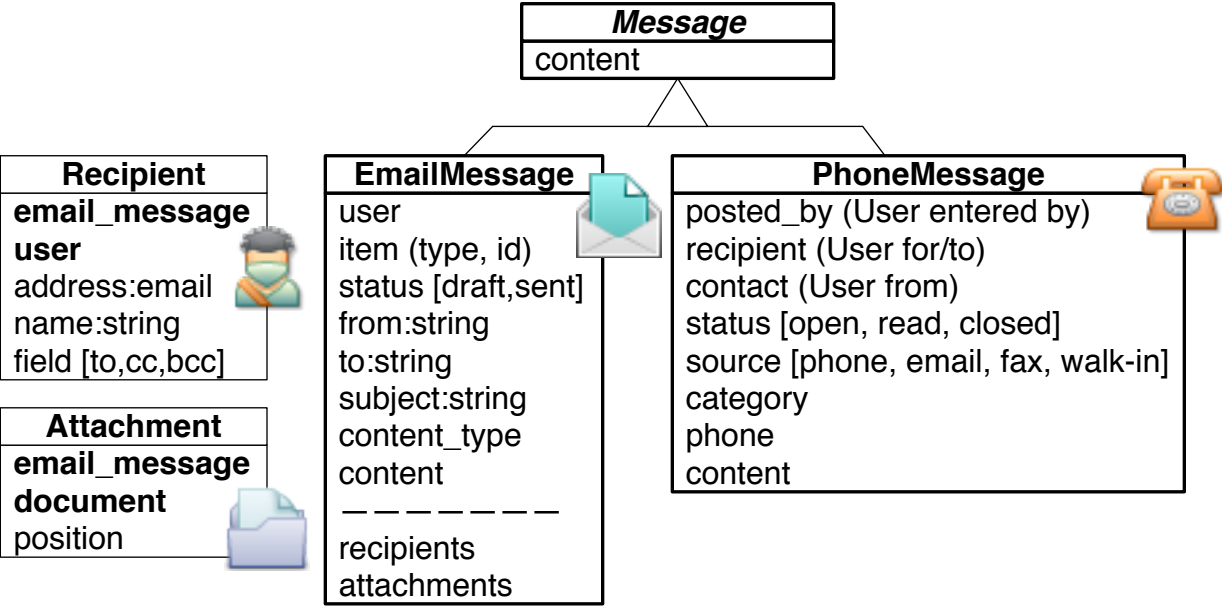 Message
content
Recipient
email_message
user
address:email
name:string
field [to,cc,bcc]
Attachment
email_message
document
position
EmailMessage
user
item (type, id)
status [draft,sent]
from:string
to:string
subject:string
content_type
content
———————
recipients
attachments
PhoneMessage
posted_by (User entered by)
recipient (User for/to)
contact (User from)
status [open, read, closed]
source [phone, email, fax, walk-in]
category
phone
content